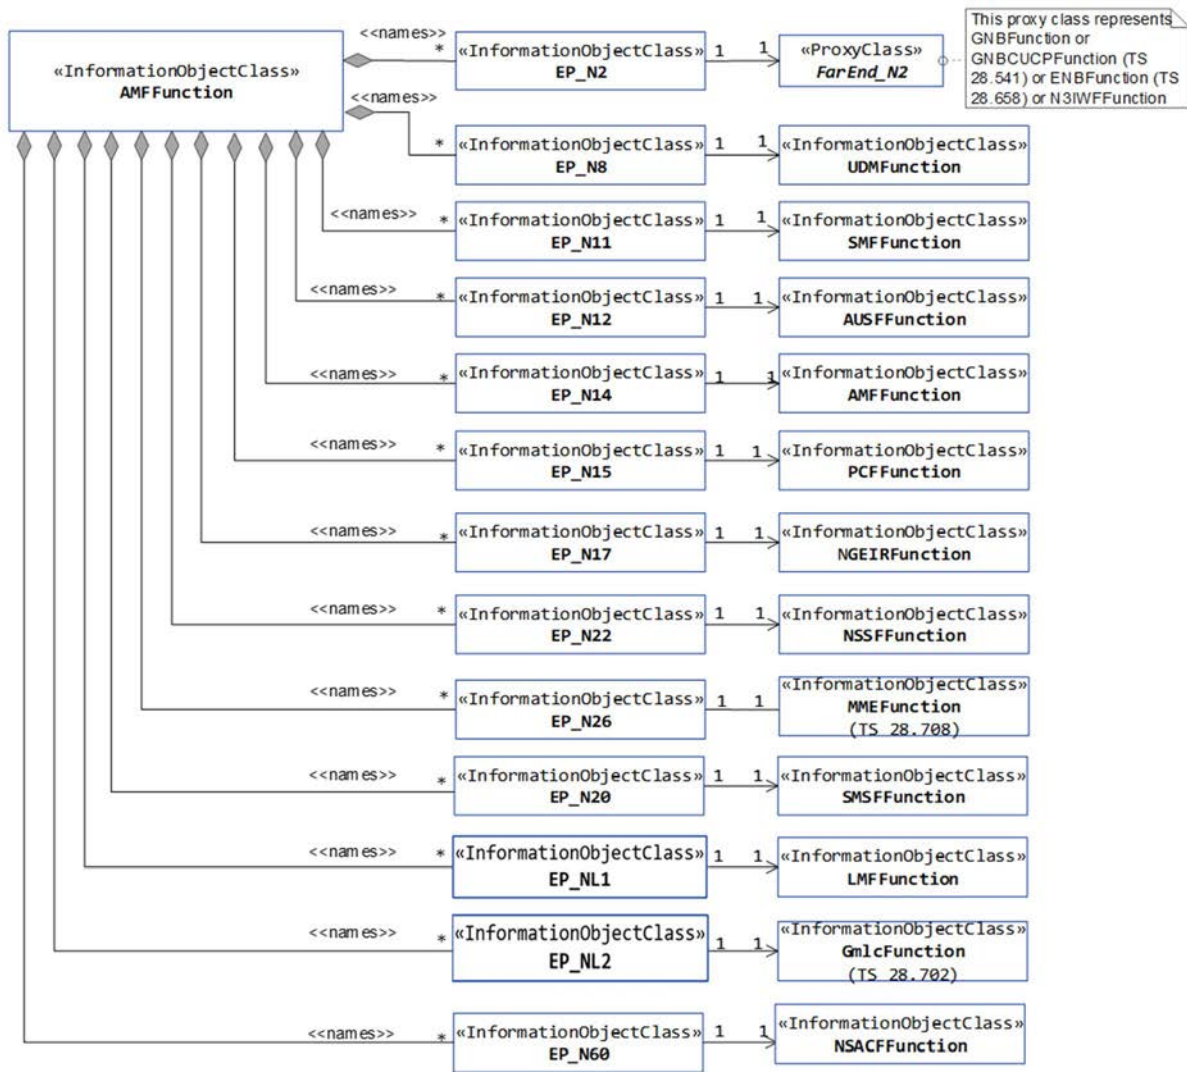 This proxy class represents
GNBFunction or
GNBCUCPFunction (TS
28.541) or ENBFunction (TS
28.658) or N3IWFFunction
«InformationObjectClass»
AMFFunction
<<names>>
*
«InformationObjectClass»
EP_N2
1
1
«ProxyClass»
FarEnd_N2
<<names>>
*
«InformationObjectClass»
EP_N8
1
1
«InformationObjectClass»
UDMFunction
<<names>>
*
«InformationObjectClass»
EP_N11
1
1
«InformationObjectClass»
SMFFunction
<<names>>
*
«InformationObjectClass»
EP_N12
1
1
«InformationObjectClass»
AUSFFunction
<<names>>
*
«InformationObjectClass»
EP_N14
1
1
«InformationObjectClass»
AMFFunction
<<names>>
*
«InformationObjectClass»
EP_N15
1
1
«InformationObjectClass»
PCFFunction
<<names>>
*
«InformationObjectClass»
EP_N17
1
1
«InformationObjectClass»
NGEIRFunction
<<names>>
*
«InformationObjectClass»
EP_N22
1
1
«InformationObjectClass»
NSSFFunction
<<names>>
*
«InformationObjectClass»
EP_N26
1
1
«InformationObjectClass»
MMEFunction
(TS 28.708)
<<names>>
*
«InformationObjectClass»
EP_N20
1
1
«InformationObjectClass»
SMSFFunction
<<names>>
*
«InformationObjectClass»
EP_NL1
1
1
«InformationObjectClass»
LMFFunction
<<names>>
*
«InformationObjectClass»
EP_NL2
1
1
«InformationObjectClass»
GmlcFunction
(TS 28.702)
<<names>>
*
«InformationObjectClass»
EP_N60
1
1
«InformationObjectClass»
NSACFFunction